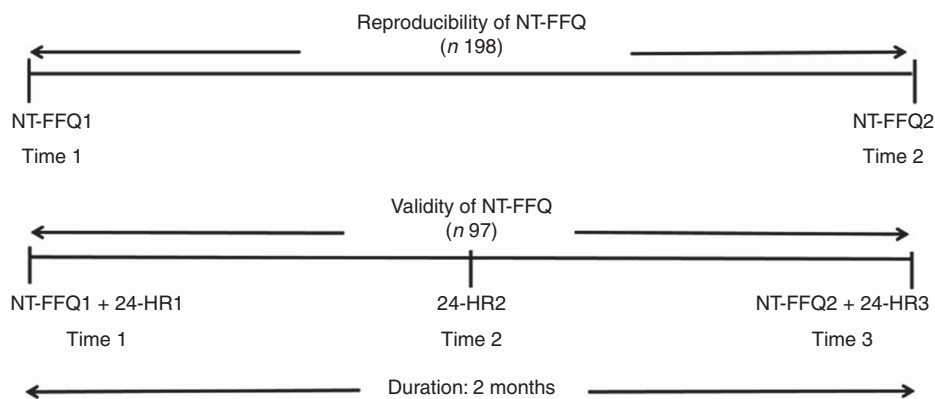 Reproducibility of NT-FFQ
(n 198)
NT-FFQ1
NT-FFQ2
Time 1
Time 2
Validity of NT-FFQ
(n 97)
NT-FFQ1 + 24-HR1
24-HR2
NT-FFQ2 + 24-HR3
Time 1
Time 2
Time 3
Duration: 2 months